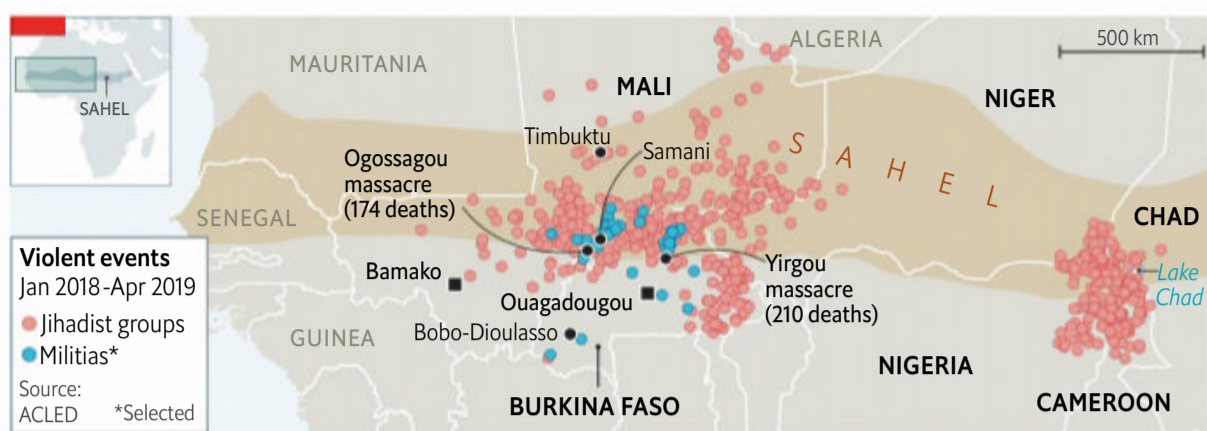 SAHEL
MAURITANIA
ALGERIA
500 km
MALI
NIGER
Timbuktu
Samani
SAHEL
Ogossagou
massacre
(174 deaths)
SENEGAL
CHAD
Violent events
Jan 2018-Apr 2019
Jihadist groups
Militias*
Source:
ACLED *Selected
Bamako
Ouagadougou
Yirgou
massacre
(210 deaths)
Lake
Chad
GUINEA
Bobo-Dioulasso
NIGERIA
BURKINA FASO
CAMEROON